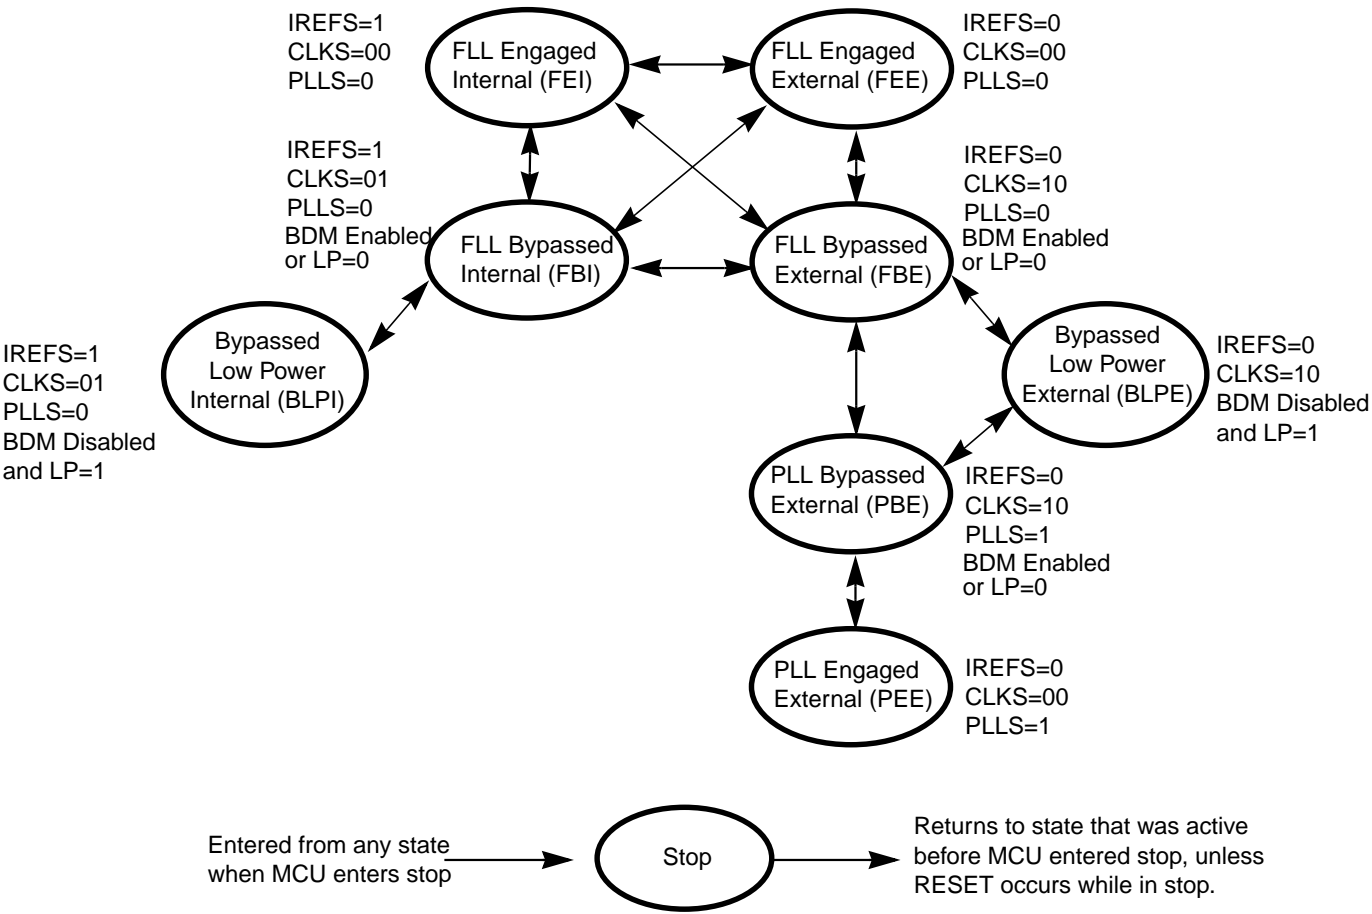 IREFS=1
CLKS=00
PLLS=0
FLL Engaged
Internal (FEI)
FLL Engaged
External (FEE)
IREFS=0
CLKS=00
PLLS=0
IREFS=1
CLKS=01
PLLS=0
BDM Enabled
or LP=0
FLL Bypassed
Internal (FBI)
FLL Bypassed
External (FBE)
IREFS=0
CLKS=10
PLLS=0
BDM Enabled
or LP=0
IREFS=1
CLKS=01
PLLS=0
BDM Disabled
and LP=1
Bypassed
Low Power
Internal (BLPI)
Bypassed
Low Power
External (BLPE)
IREFS=0
CLKS=10
BDM Disabled
and LP=1
PLL Bypassed
External (PBE)
IREFS=0
CLKS=10
PLLS=1
BDM Enabled
or LP=0
PLL Engaged
External (PEE)
IREFS=0
CLKS=00
PLLS=1
Entered from any state
when MCU enters stop
Stop
Returns to state that was active
before MCU entered stop, unless
RESET occurs while in stop.